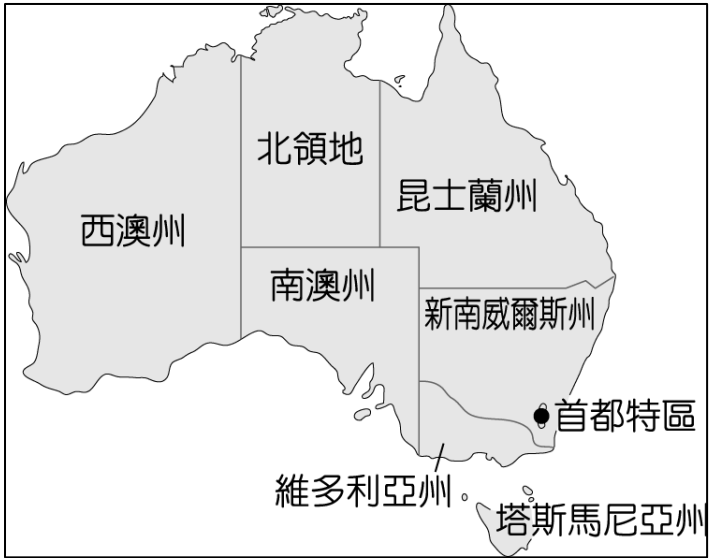 北領地
昆士蘭州
西澳州
南澳州
新南威爾斯州
首都特區
維多利亞州
塔斯馬尼亞州